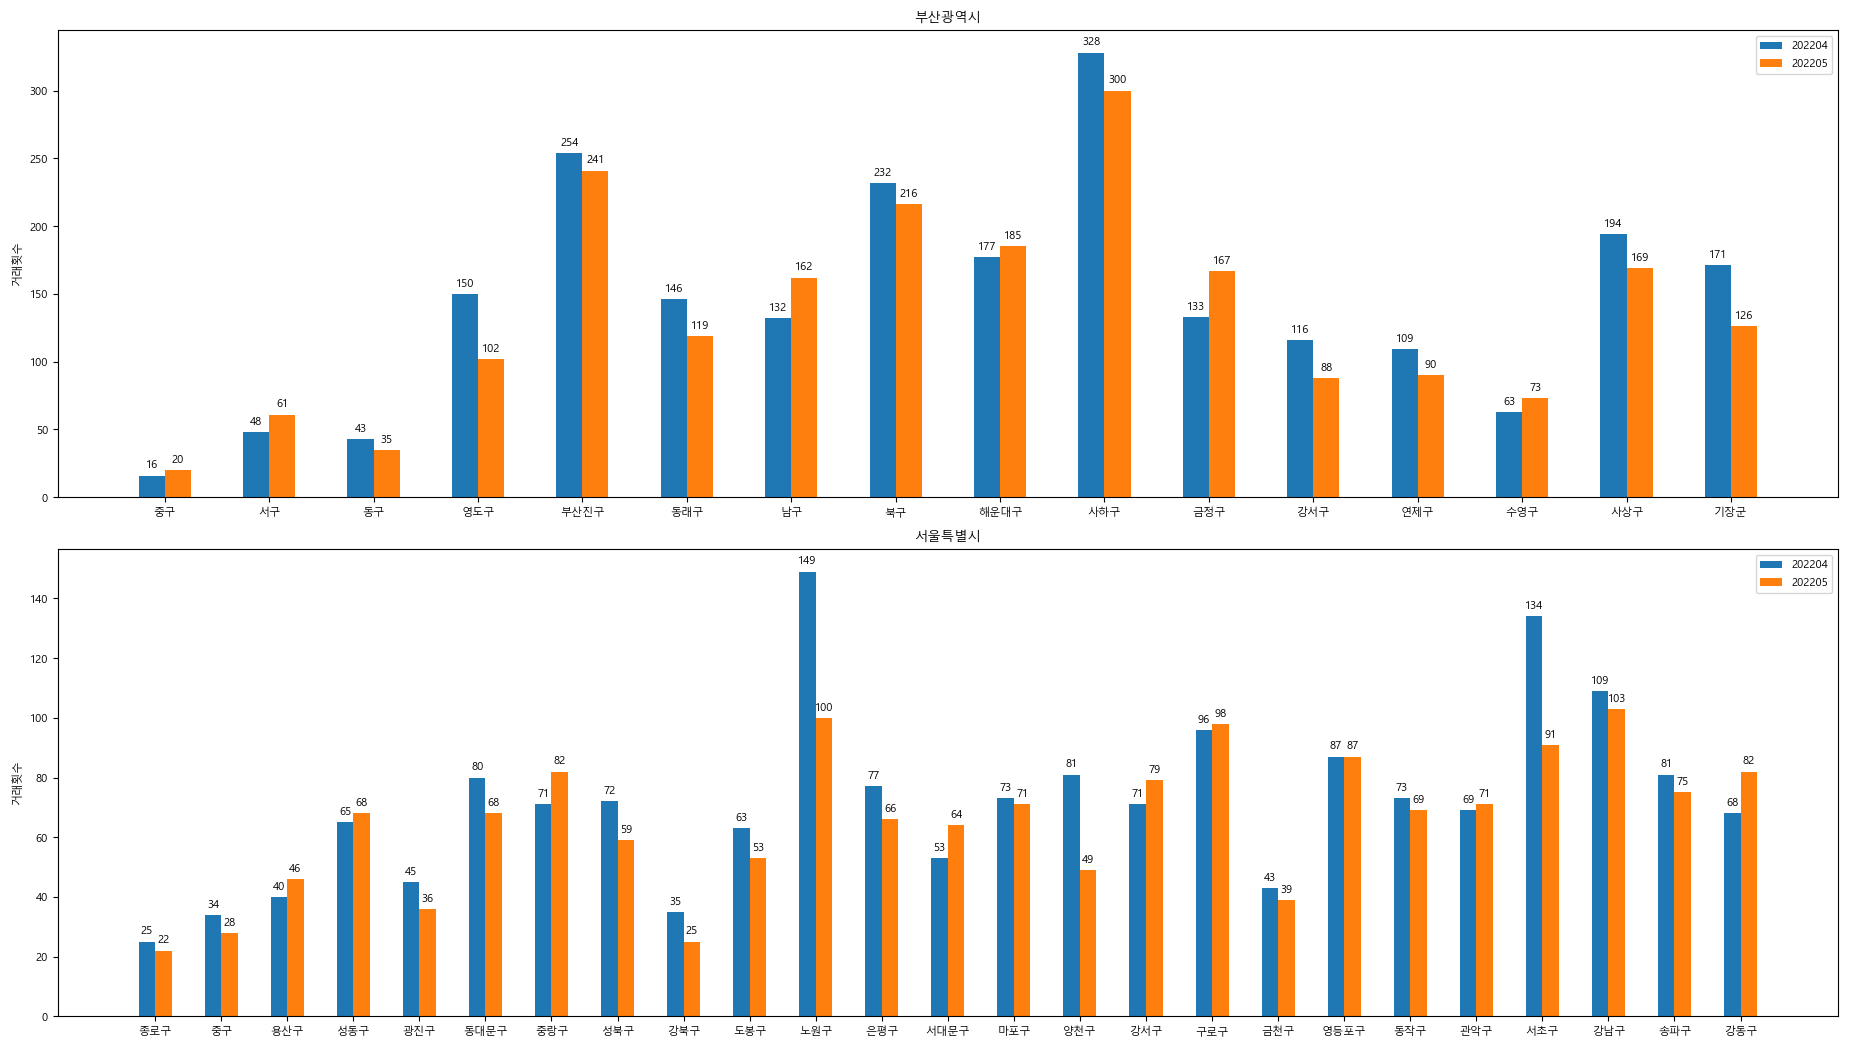 부산광역시
202204
202205
거래횟수
300
250
200
150
100
50
0
16 20 48 61 43 35 150 102 254 241 146 119 132 162 232 216 177 185 328 300 133 167 116 88 109 90 63 73 194 169 171 126
중구 서구 동구 영도구 부산진구 동래구 남구 북구 해운대구 사하구 금정구 강서구 연제구 수영구 사상구 기장군
서울특별시
202204
202205
거래횟수
140
120
100
80
60
40
20
0
25 22 34 28 40 46 65 68 45 36 80 68 71 82 72 59 35 25 63 53 149 100 77 66 53 64 73 71 81 49 71 79 96 98 43 39 87 87 73 69 69 71 134 91 109 103 81 75 68 82
종로구 중구 용산구 성동구 광진구 동대문구 중랑구 성북구 강북구 도봉구 노원구 은평구 서대문구 마포구 양천구 강서구 구로구 금천구 영등포구 동작구 관악구 서초구 강남구 송파구 강동구